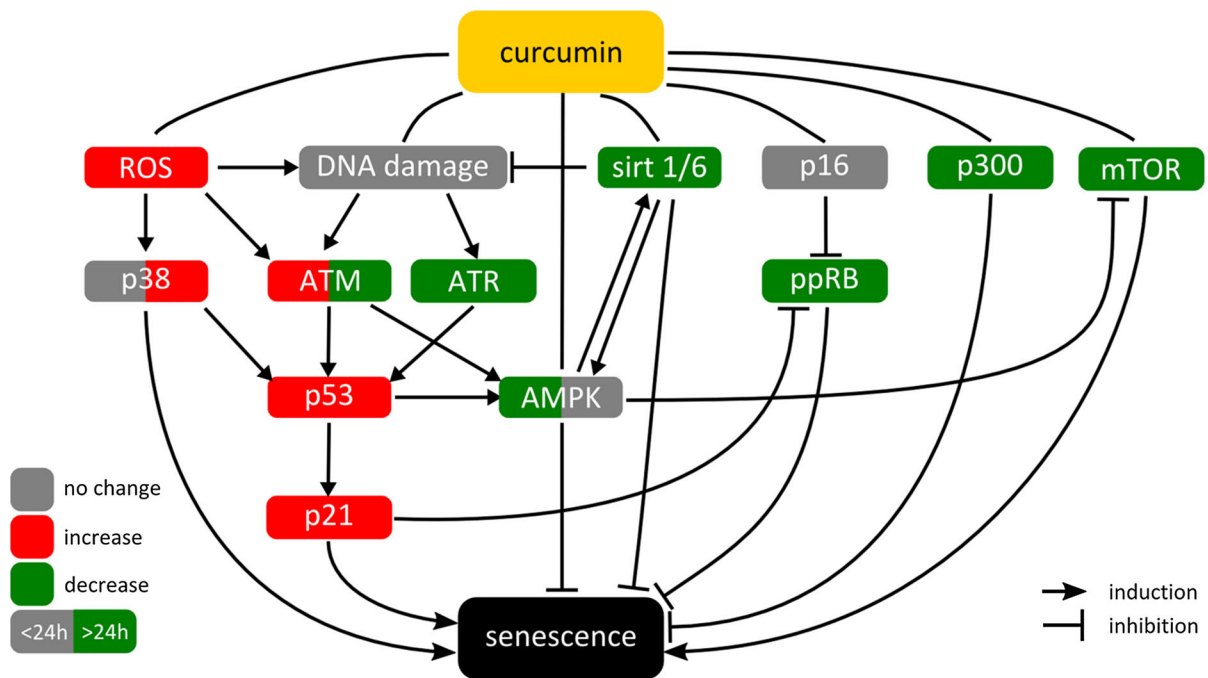 curcumin
ROS
DNA damage
sirt 1/6
p16
p300
mTOR
p38
ATM
ATR
ppRB
p53
AMPK
p21
senescence
no change
increase
decrease
<24h >24h
induction
inhibition